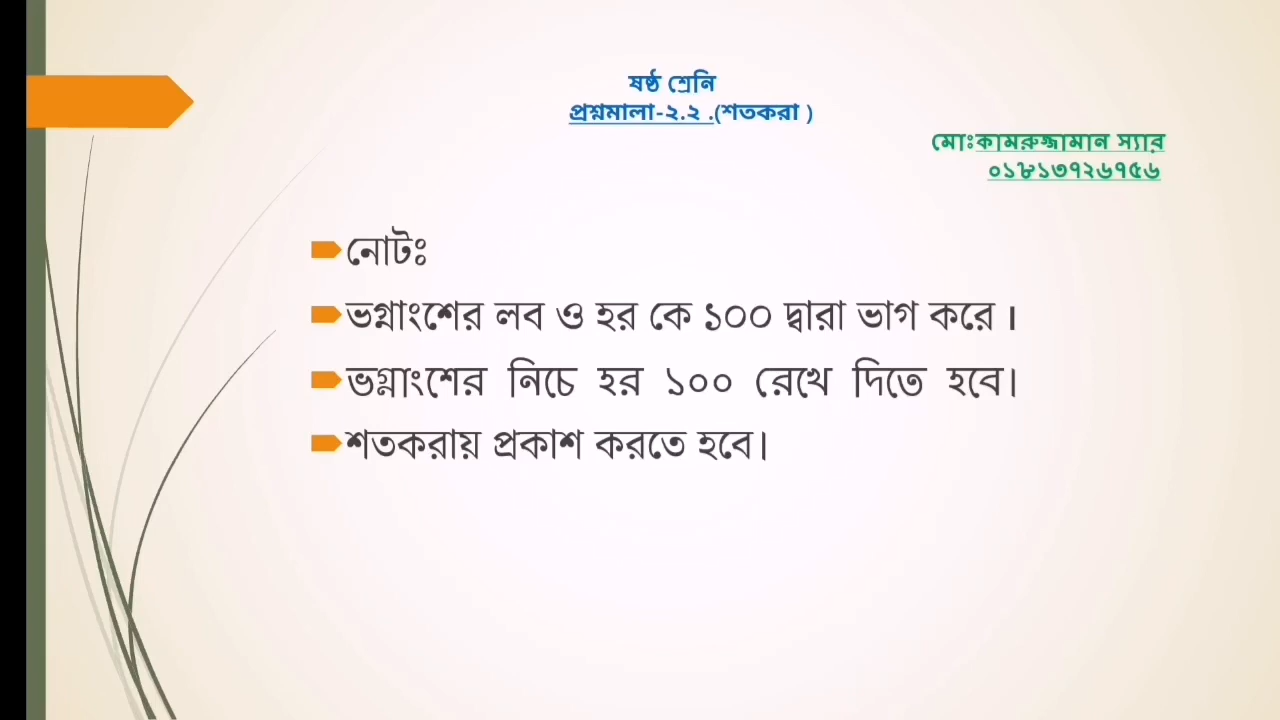 ষষ্ঠ শ্রেনি
প্রশ্নমালা-২.২ .(শতকরা )
মোঃকামরুজ্জামান স্যার
০১৮১৩৭২৬৭৫৬
নোটঃ
ভগ্নাংশের লব ও হর কে ১০০ দ্বারা ভাগ করে ।
ভগ্নাংশের নিচে হর ১০০ রেখে দিতে হবে।
শতকরায় প্রকাশ করতে হবে।